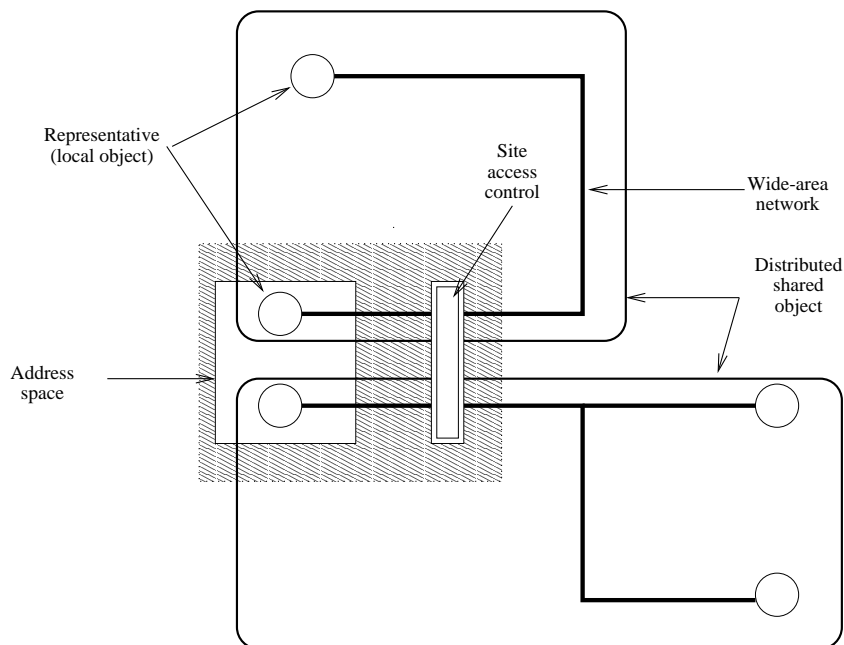 Representative
(local object)
Site
access
control
Wide-area
network
Distributed
shared
object
Address
space